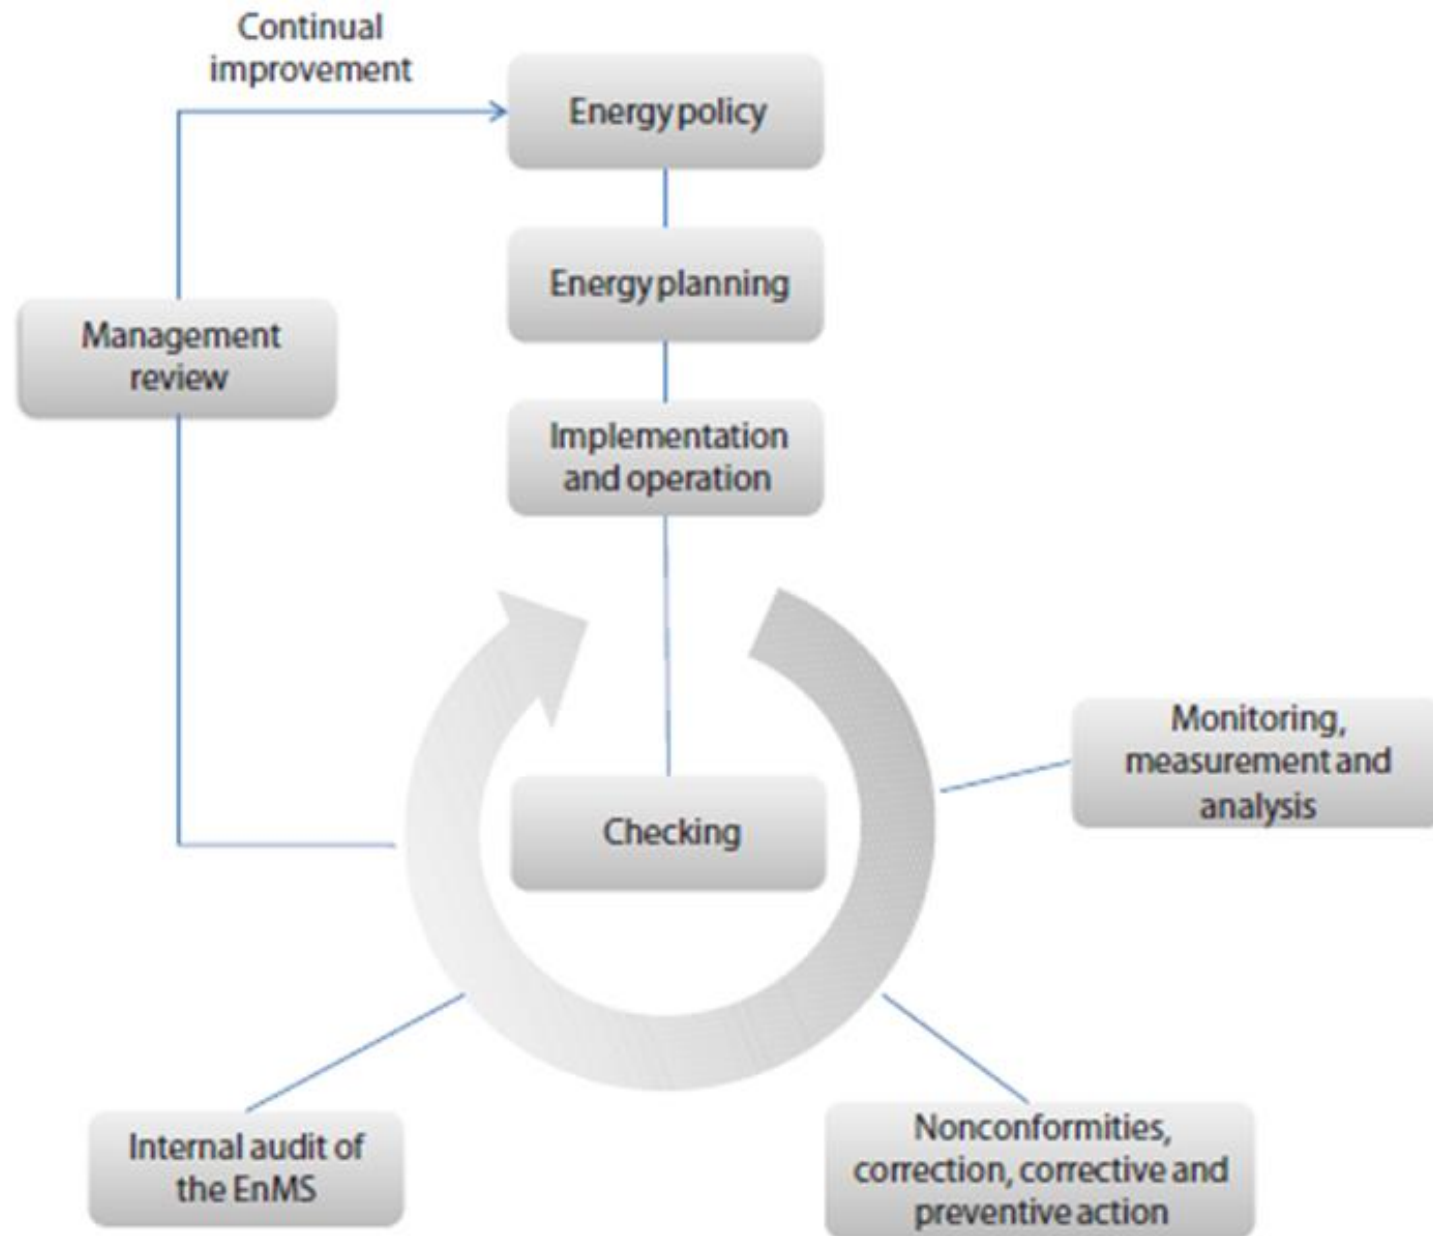 Continual
improvement
Energy policy
Energy planning
Management
review
Implementation
and operation
Monitoring,
measurement and
analysis
Checking
Internal audit of
the EnMS
Nonconformities,
correction, corrective and
preventive action